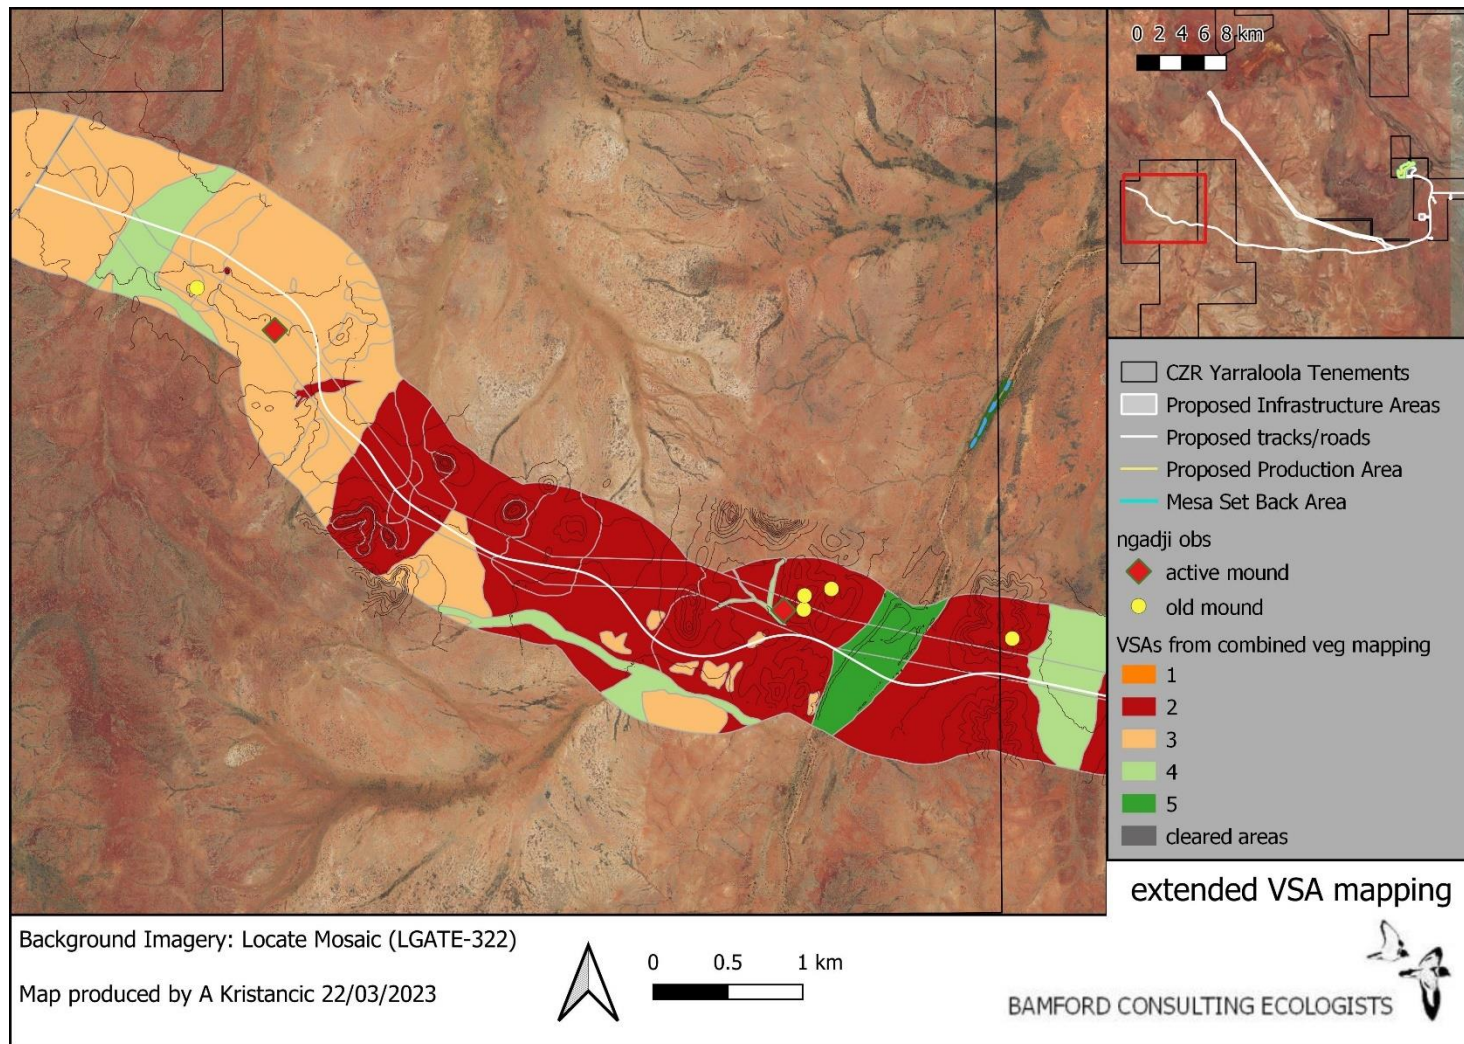 0 2 4 6 8 km
CZR Yarraloola Tenements
Proposed Infrastructure Areas
Proposed tracks/roads
Proposed Production Area
Mesa Set Back Area
ngadji obs
active mound
old mound
VSAs from combined veg mapping
1
2
3
4
5
cleared areas
extended VSA mapping
Background Imagery: Locate Mosaic (LGATE-322)
Map produced by A Kristancic 22/03/2023
0 0.5 1 km
BAMFORD CONSULTING ECOLOGISTS